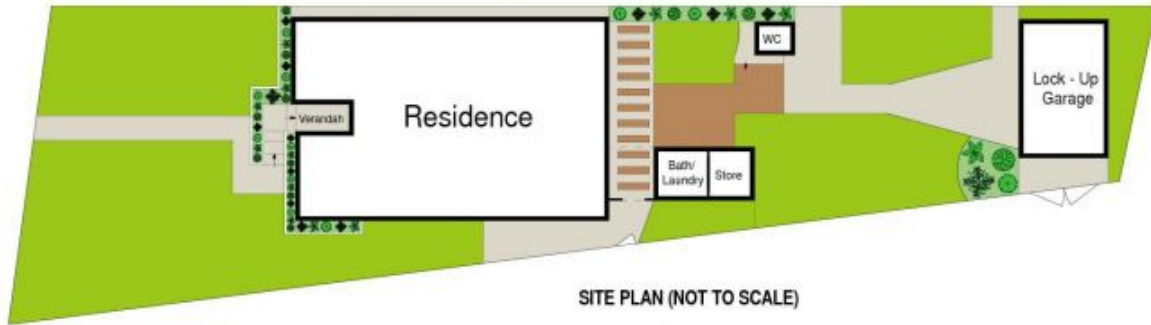 WC
Lock - Up
Garage
Verandah
Residence
Bath/
Laundry
Store
SITE PLAN (NOT TO SCALE)